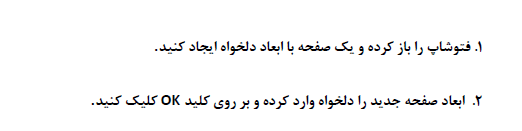 ۱. فتوشاپ را باز کرده و یک صفحه با ابعاد دلخواه ایجاد کنید.
۲. ابعاد صفحه جدید را دلخواه وارد کرده و بر روی کلید OK کلیک کنید.